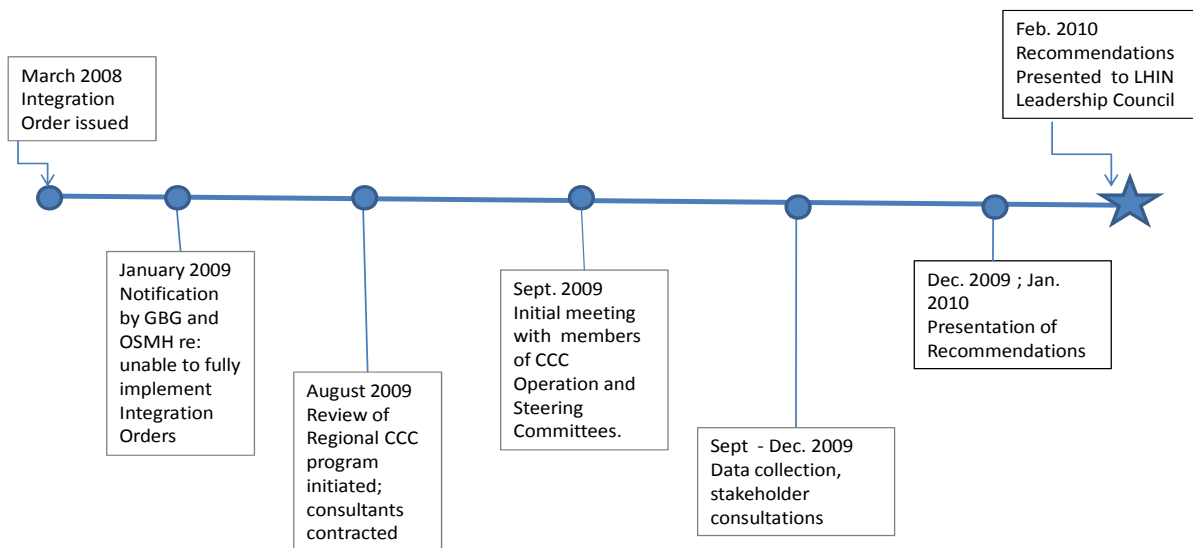 March 2008
Integration
Order issued
January 2009
Notification
by GBG and
OSMH re:
unable to fully
implement
Integration
Orders
August 2009
Review of
Regional CCC
program
initiated;
consultants
contracted
Sept. 2009
Initial meeting
with members
of CCC
Operation and
Steering
Committees.
Sept - Dec. 2009
Data collection,
stakeholder
consultations
Dec. 2009 ; Jan.
2010
Presentation of
Recommendations
Feb. 2010
Recommendations
Presented to LHIN
Leadership Council